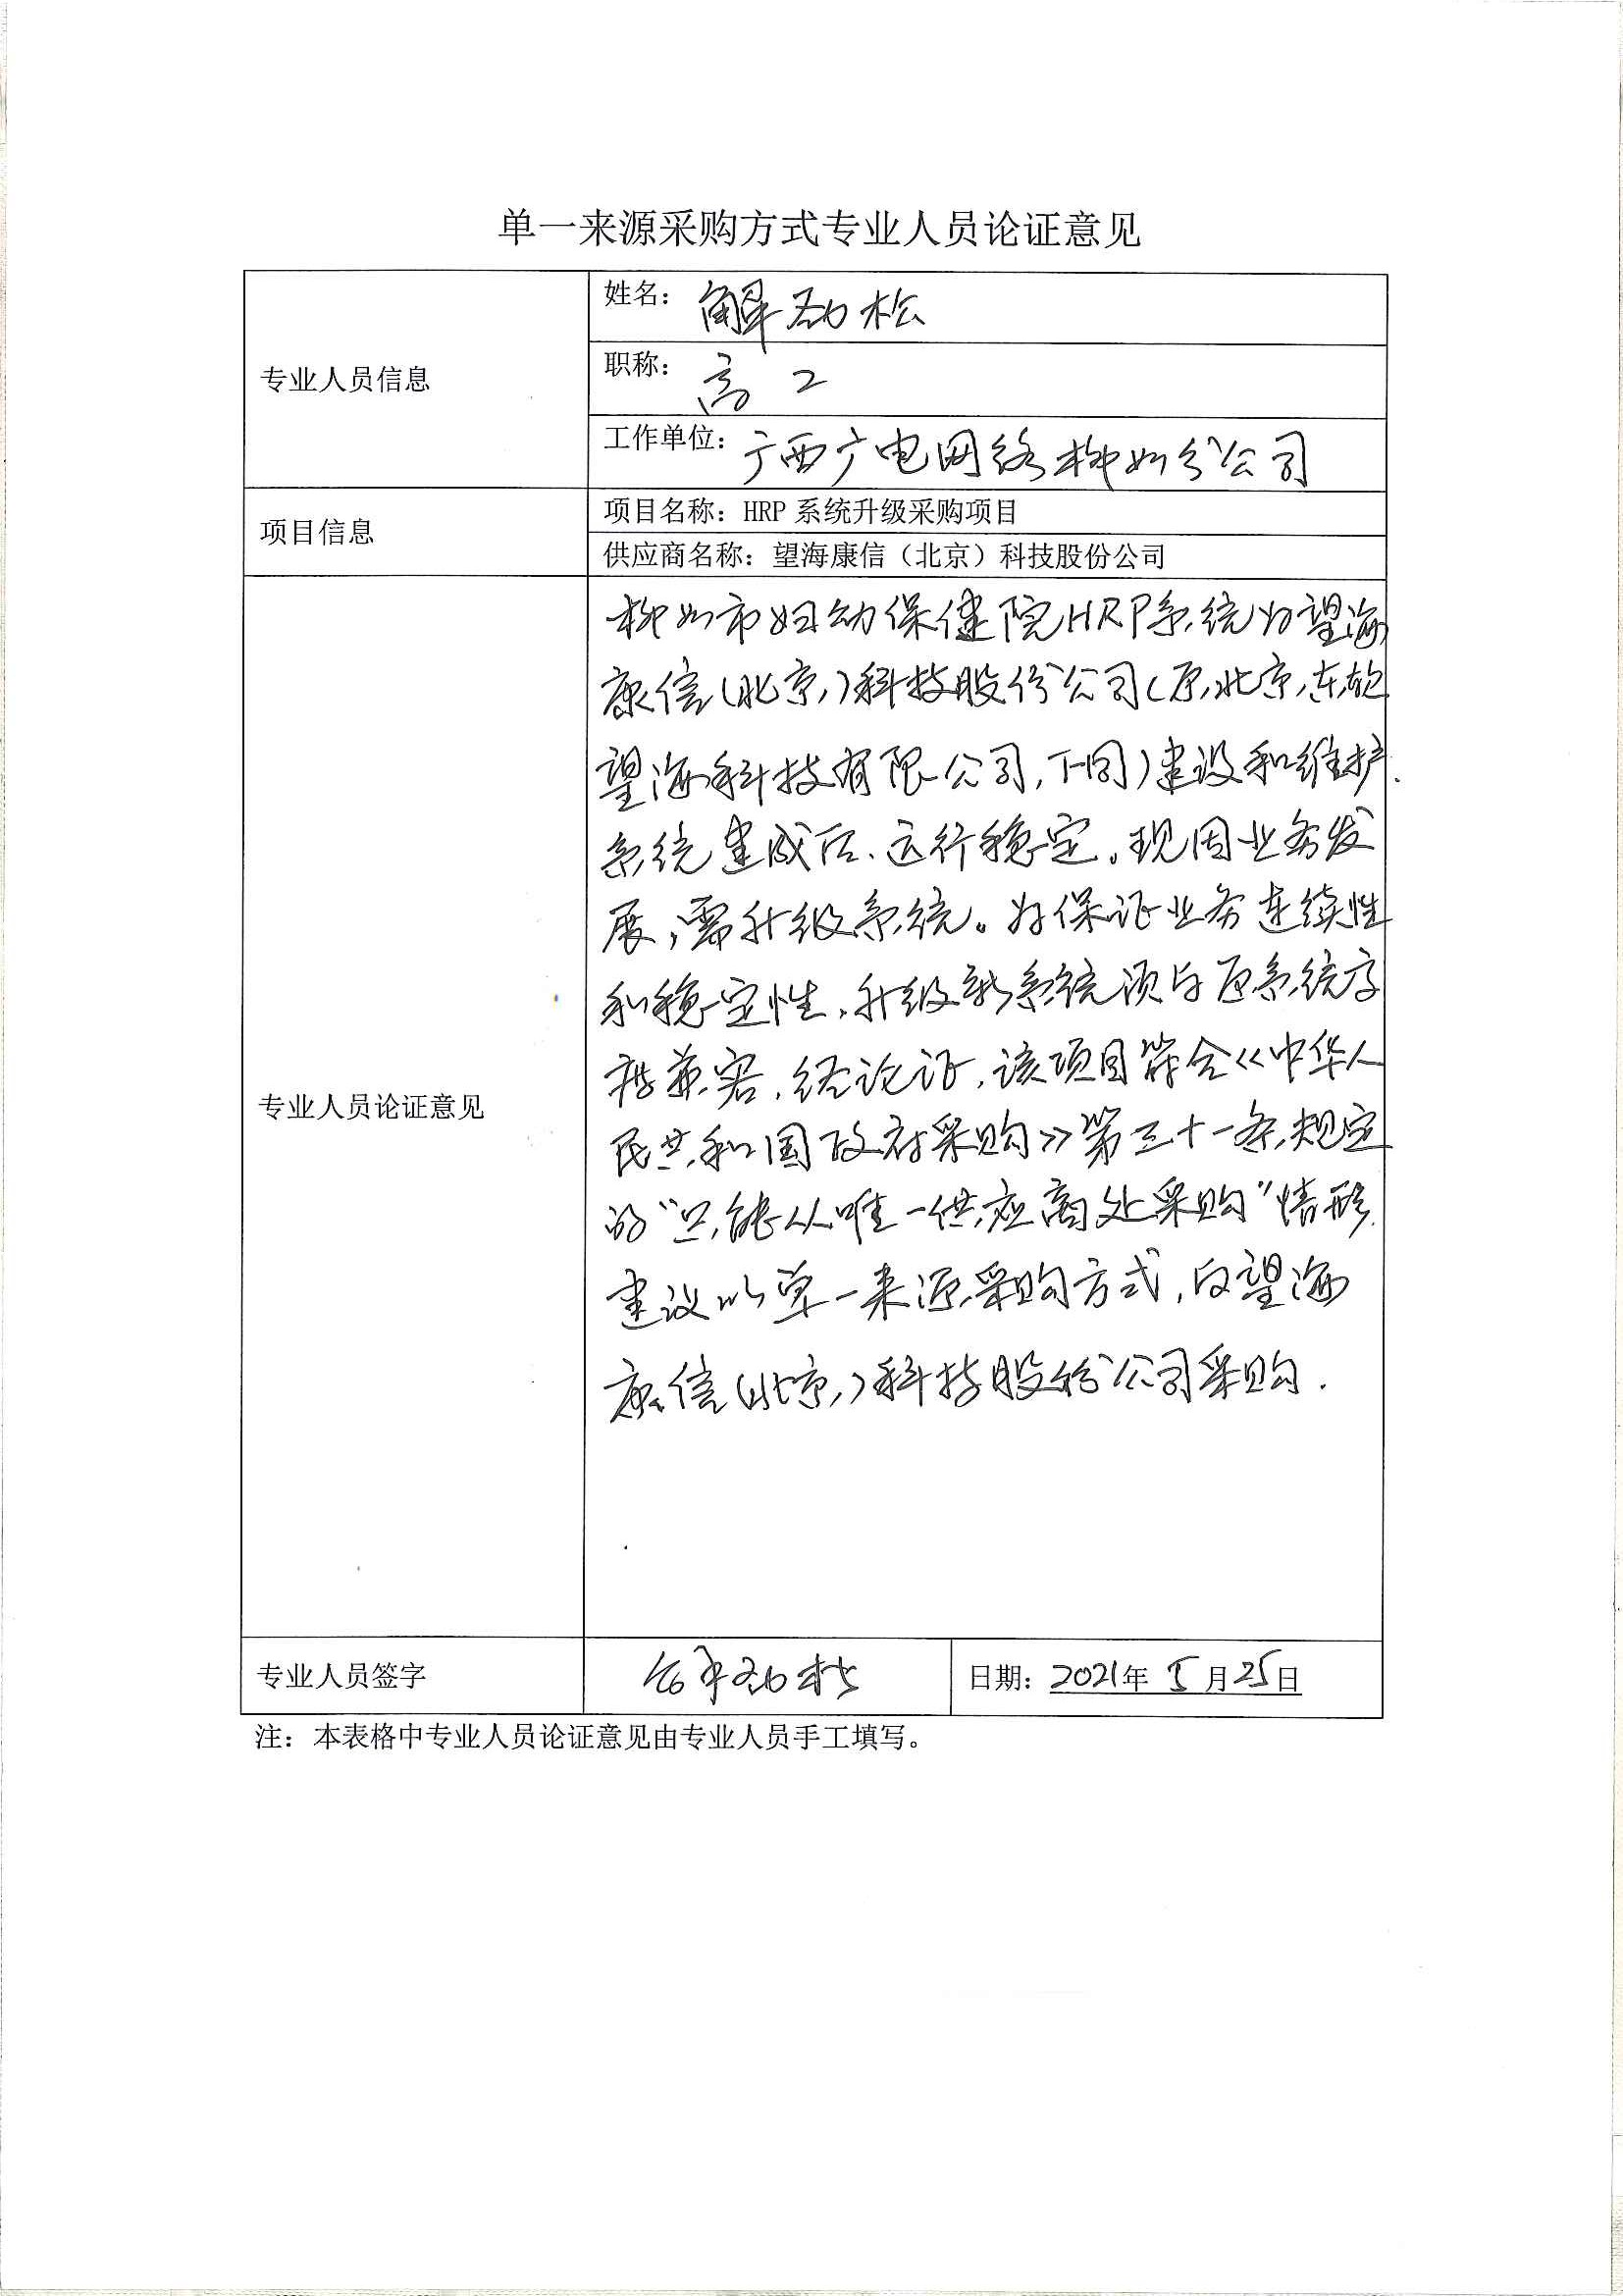 单一来源采购方式专业人员论证意见
专业人员信息
姓名：解劲松
职称：高工
工作单位：广西广电网络柳州分公司
项目信息
项目名称：HRP 系统升级采购项目
供应商名称：望海康信（北京）科技股份公司
专业人员论证意见
柳州市妇幼保健院HRP系统为望海
康信(北京)科技股份公司(原北京东软
望海科技有限公司,下同)建设和维护.
系统建成后、运行稳定。现因业务发
展,需升级系统。为保证业务连续性
和稳定性,升级新系统须与原系统
兼容,经论证,该项目符合《中华人
民共和国政府采购》第三十一条规定
的“只能从唯一供应商处采购”情形.
建议以单一来源采购方式,向望海
康信(北京)科技股份公司采购.
专业人员签字
解劲松
日期：2021年 5月25日
注：本表格中专业人员论证意见由专业人员手工填写。